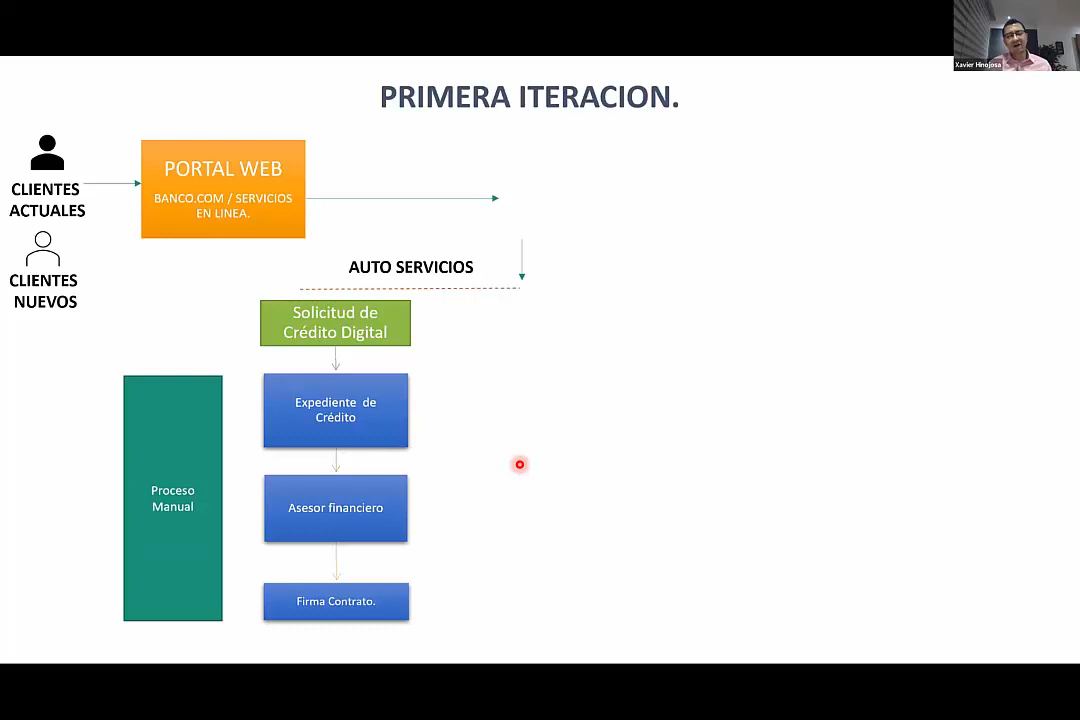 Xavier Hinojosa
PRIMERA ITERACION.
CLIENTES
ACTUALES
PORTAL WEB
BANCO.COM / SERVICIOS
EN LINEA.
CLIENTES
NUEVOS
AUTO SERVICIOS
Solicitud de
Crédito Digital
Expediente de
Crédito
Proceso
Manual
Asesor financiero
Firma Contrato.